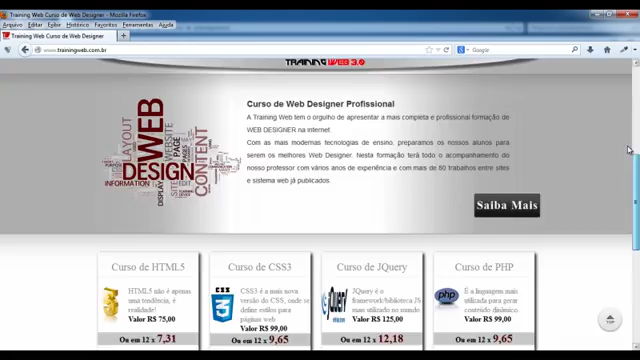 Training Web Curso de Web Designer - Mozilla Firefox
Arquivo Editar Exibir Histórico Favoritos Ferramentas Ajuda
Training Web Curso de Web Designer
www.trainingweb.com.br
Google
TRAINING WEB 3.0
Curso de Web Designer Profissional
A Training Web tem o orgulho de apresentar a mais completa e profissional formação de
WEB DESIGNER na internet.
Com as mais modernas tecnologias de ensino, preparamos os nossos alunos para
serem os melhores Web Designer. Nesta formação terá todo o acompanhamento do
nosso professor com vários anos de experiência e com mais de 60 trabalhos entre sites
e sistema web já publicados.
LAYOUT
WEB
WEBSITE
PAGE
CONTENT
DESIGN
INFORMATION
DISPLAY
SITE
Saiba Mais
Curso de HTML5
HTML5 não é apenas
uma tendência, é
realidade!
Valor R$ 75,00
Ou em 12 x 7,31
Curso de CSS3
CSS3 é a mais nova
versão do CSS, onde se
define estilos para
páginas web
Valor R$ 99,00
Ou em 12 x 9,65
Curso de JQuery
JQuery é o
framework/biblioteca JS
mais utilizado no mundo
Valor R$ 125,00
Ou em 12 x 12,18
Curso de PHP
É a linguagem mais
utilizada para gerar
conteúdo dinâmico
Valor R$ 99,00
Ou em 12 x 9,65
TOP